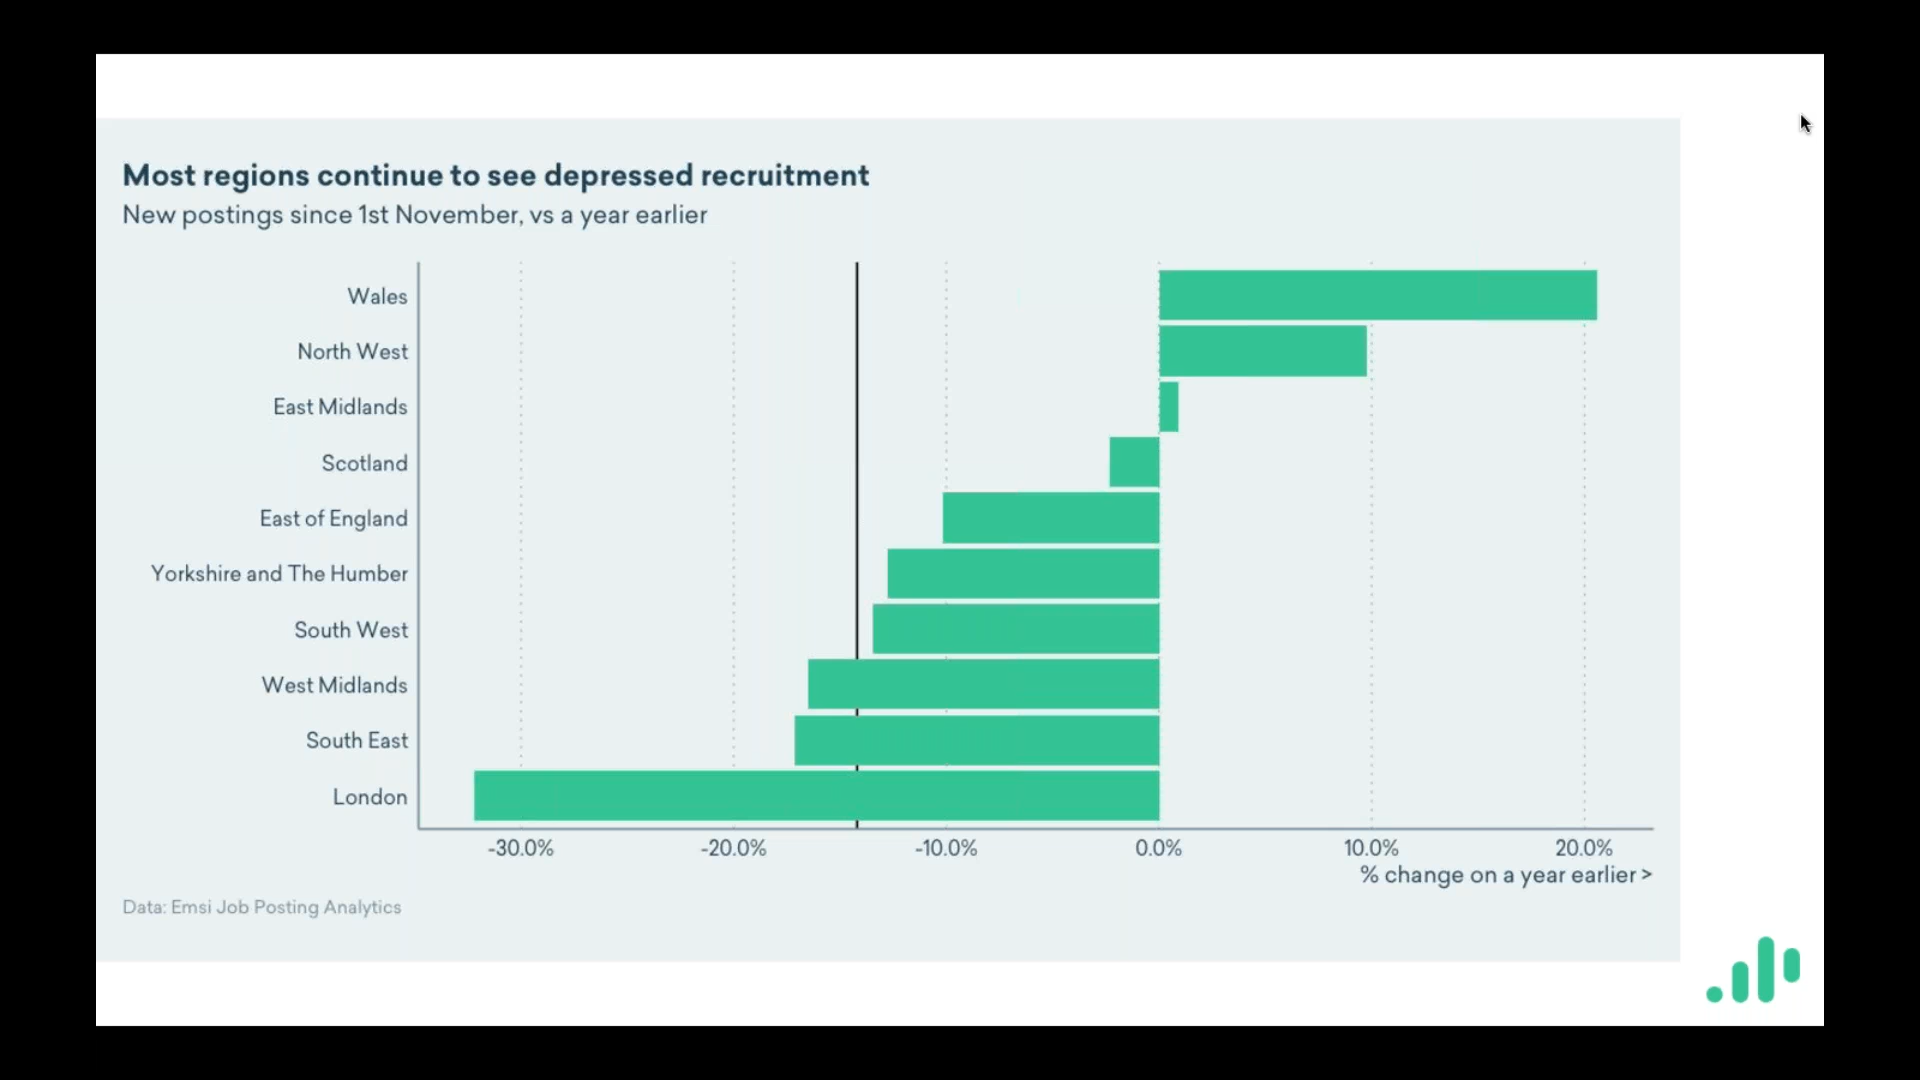 Most regions continue to see depressed recruitment
New postings since 1st November, vs a year earlier
Wales
North West
East Midlands
Scotland
East of England
Yorkshire and The Humber
South West
West Midlands
South East
London
-30.0% -20.0% -10.0% 0.0% 10.0% 20.0%
% change on a year earlier >
Data: Emsi Job Posting Analytics